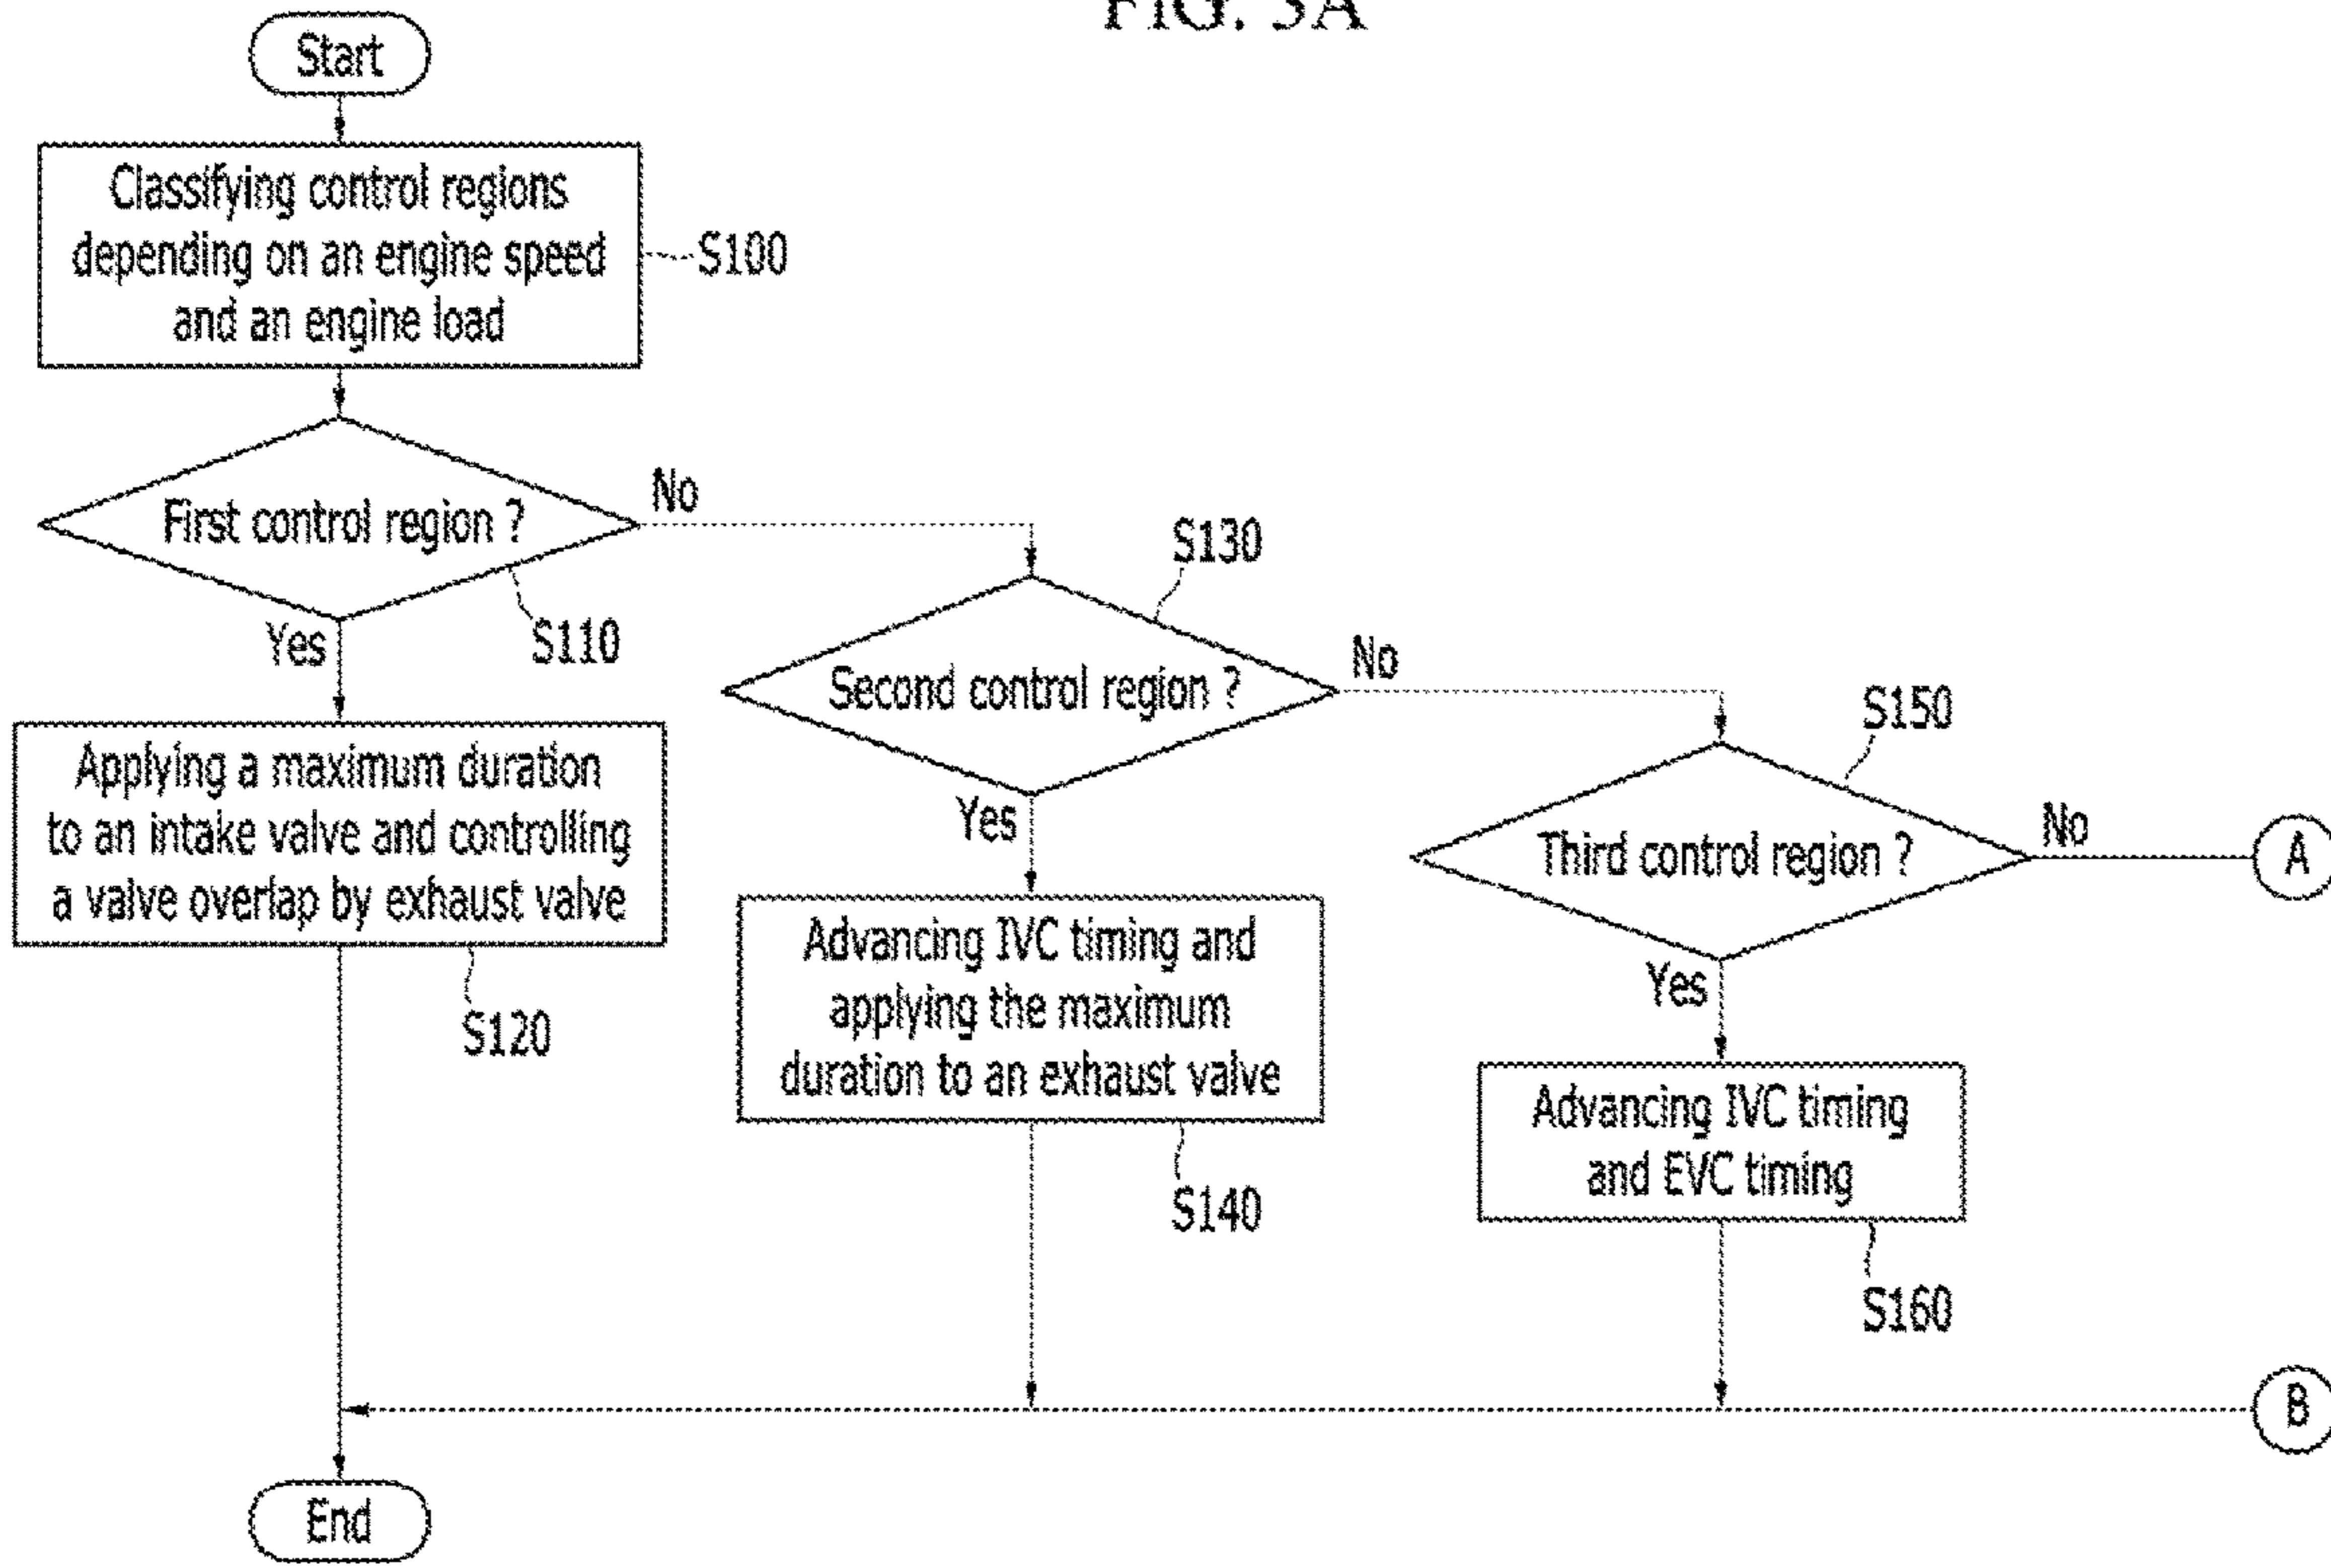 FIG. 3A
Start
Classifying control regions
depending on an engine speed
and an engine load
S100
First control region ?
No
S110
Yes
Applying a maximum duration
to an intake valve and controlling
a valve overlap by exhaust valve
S120
S130
Second control region ?
No
Yes
Advancing IVC timing and
applying the maximum
duration to an exhaust valve
S140
S150
Third control region ?
No
A
Yes
Advancing IVC timing
and EVC timing
S160
B
End